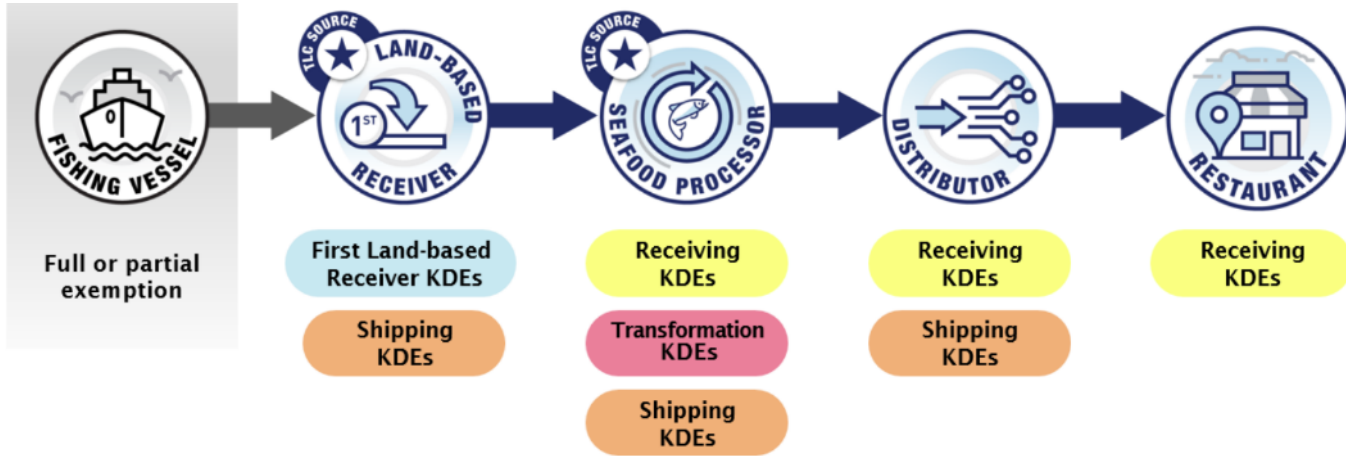 FISHING VESSEL
TLC SOURCE
LAND-BASED
1ST
RECEIVER
TLC SOURCE
SEAFOOD PROCESSOR
DISTRIBUTOR
RESTAURANT
Full or partial
exemption
First Land-based
Receiver KDEs
Shipping
KDEs
Receiving
KDEs
Transformation
KDEs
Shipping
KDEs
Receiving
KDEs
Shipping
KDEs
Receiving
KDEs